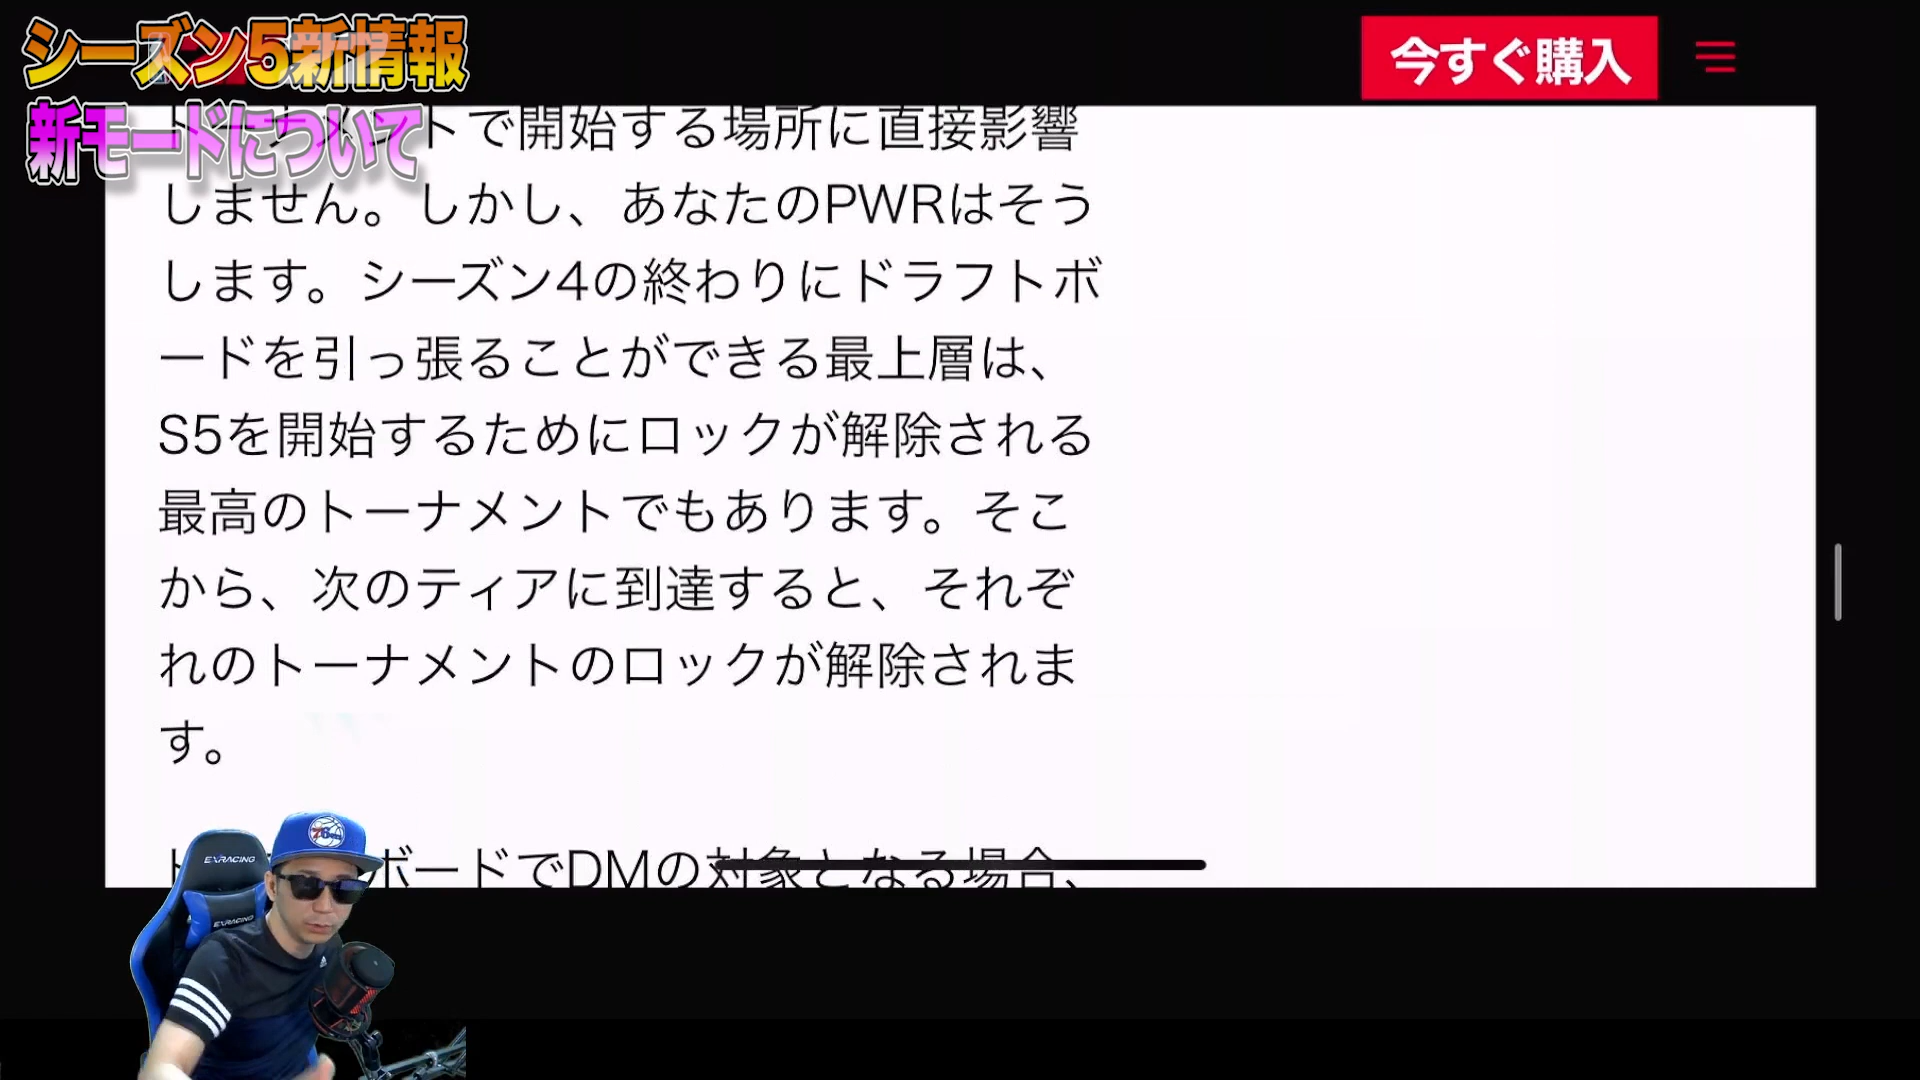 シーズン5新情報
新モードについて
今すぐ購入
トーナメントで開始する場所に直接影響
しません。しかし、あなたのPWRはそう
します。シーズン4の終わりにドラフトボ
ードを引っ張ることができる最上層は、
S5を開始するためにロックが解除される
最高のトーナメントでもあります。そこ
から、次のティアに到達すると、それぞ
れのトーナメントのロックが解除されま
す。
ボードでDMの対象となる場合、
76ers
EXRACING
EXRACING